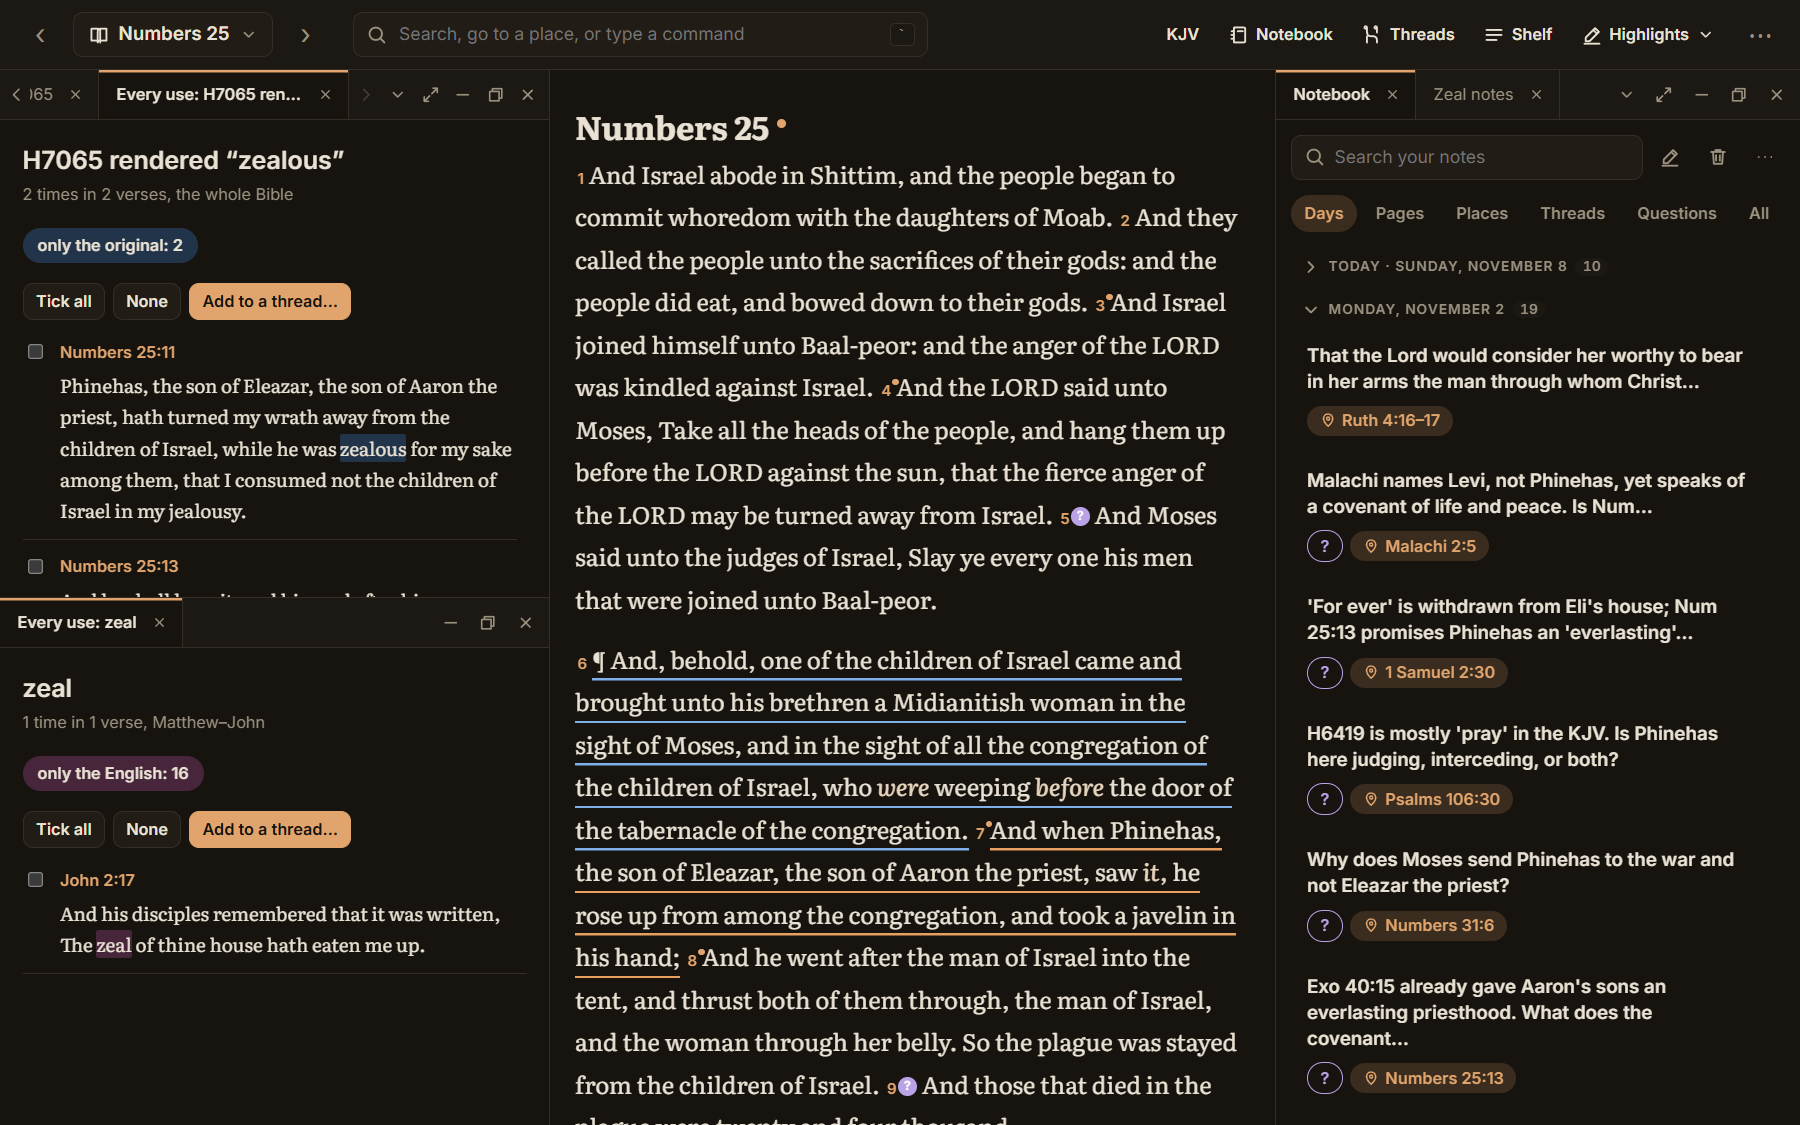 Numbers 25
Search, go to a place, or type a command
`
KJV
Notebook
Threads
Shelf
Highlights
065
Every use: H7065 ren...
H7065 rendered “zealous”
2 times in 2 verses, the whole Bible
only the original: 2
Tick all
None
Add to a thread...
Numbers 25:11
Phinehas, the son of Eleazar, the son of Aaron the
priest, hath turned my wrath away from the
children of Israel, while he was zealous for my sake
among them, that I consumed not the children of
Israel in my jealousy.
Numbers 25:13
Every use: zeal
zeal
1 time in 1 verse, Matthew–John
only the English: 16
Tick all
None
Add to a thread...
John 2:17
And his disciples remembered that it was written,
The zeal of thine house hath eaten me up.
Numbers 25
1 And Israel abode in Shittim, and the people began to
commit whoredom with the daughters of Moab. 2 And they
called the people unto the sacrifices of their gods: and the
people did eat, and bowed down to their gods. 3 And Israel
joined himself unto Baal-peor: and the anger of the LORD
was kindled against Israel. 4 And the LORD said unto
Moses, Take all the heads of the people, and hang them up
before the LORD against the sun, that the fierce anger of
the LORD may be turned away from Israel. 5 ? And Moses
said unto the judges of Israel, Slay ye every one his men
that were joined unto Baal-peor.
6 ¶ And, behold, one of the children of Israel came and
brought unto his brethren a Midianitish woman in the
sight of Moses, and in the sight of all the congregation of
the children of Israel, who were weeping before the door of
the tabernacle of the congregation. 7 And when Phinehas,
the son of Eleazar, the son of Aaron the priest, saw it, he
rose up from among the congregation, and took a javelin in
his hand; 8 And he went after the man of Israel into the
tent, and thrust both of them through, the man of Israel,
and the woman through her belly. So the plague was stayed
from the children of Israel. 9 ? And those that died in the
plague were twenty and four thousand.
Notebook
Zeal notes
Search your notes
Days
Pages
Places
Threads
Questions
All
TODAY · SUNDAY, NOVEMBER 8 10
MONDAY, NOVEMBER 2 19
That the Lord would consider her worthy to bear
in her arms the man through whom Christ...
Ruth 4:16–17
Malachi names Levi, not Phinehas, yet speaks of
a covenant of life and peace. Is Num...
? Malachi 2:5
'For ever' is withdrawn from Eli's house; Num
25:13 promises Phinehas an 'everlasting'...
? 1 Samuel 2:30
H6419 is mostly 'pray' in the KJV. Is Phinehas
here judging, interceding, or both?
? Psalms 106:30
Why does Moses send Phinehas to the war and
not Eleazar the priest?
? Numbers 31:6
Exo 40:15 already gave Aaron's sons an
everlasting priesthood. What does the
covenant...
? Numbers 25:13